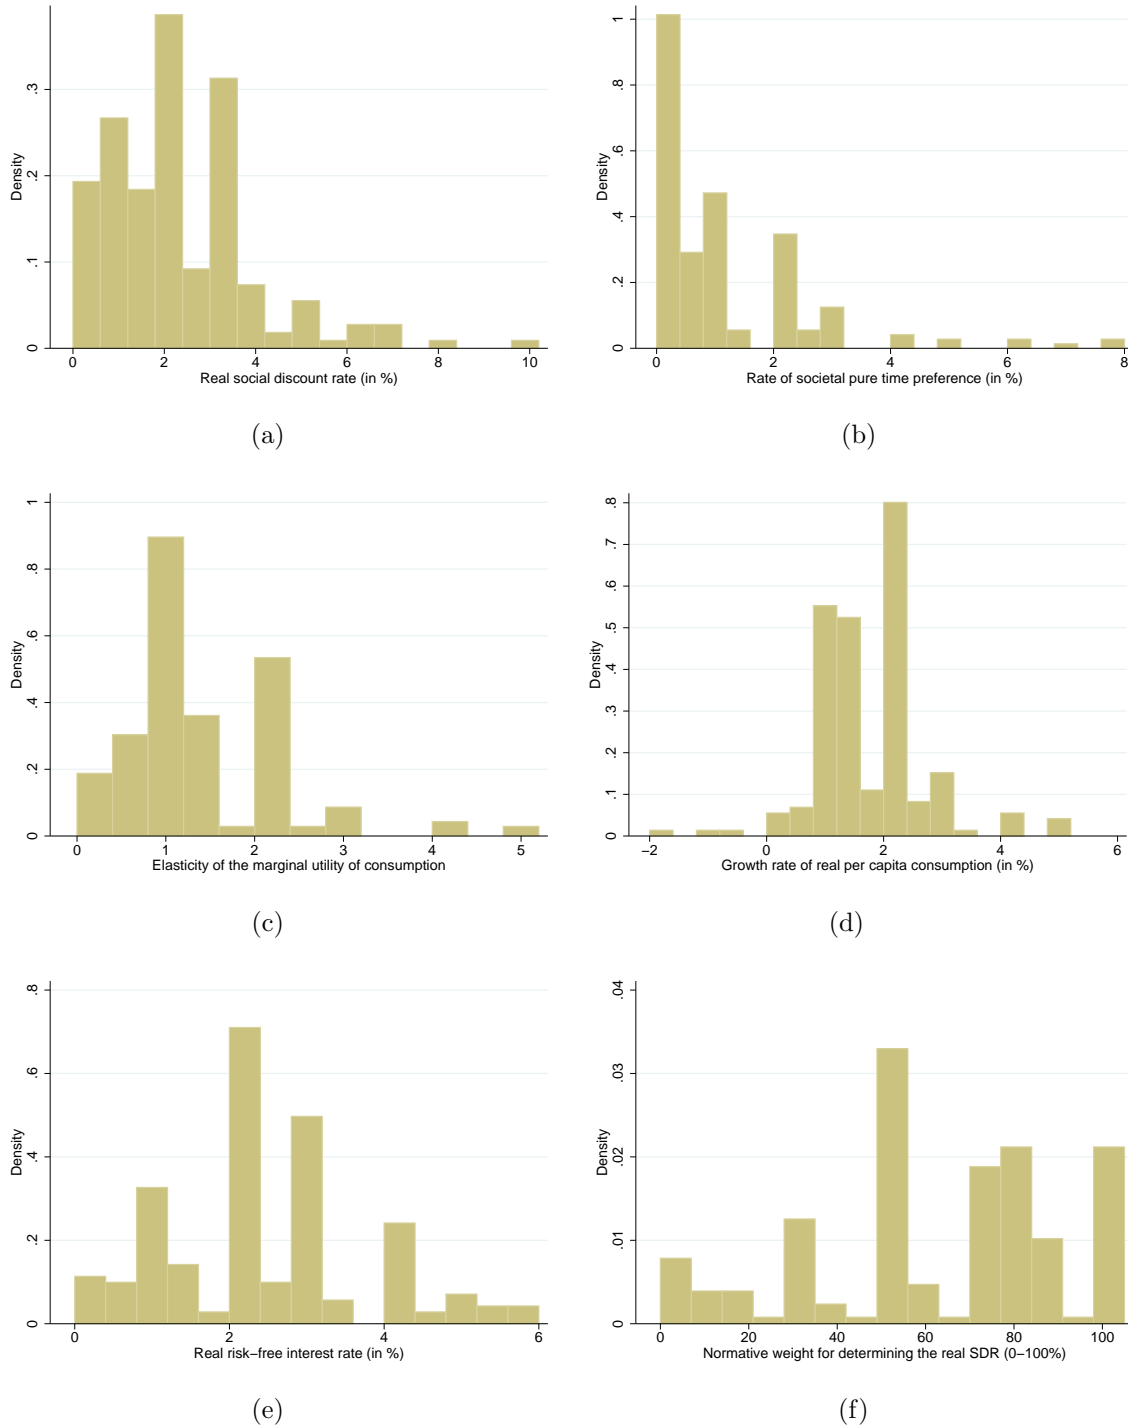 Density
0
.1
.2
.3
0 2 4 6 8 10
Real social discount rate (in %)
(a)
Density
0
.2
.4
.6
.8
1
0 2 4 6 8
Rate of societal pure time preference (in %)
(b)
Density
0
.2
.4
.6
.8
1
0 1 2 3 4 5
Elasticity of the marginal utility of consumption
(c)
Density
0
.1
.2
.3
.4
.5
.6
.7
.8
−2 0 2 4 6
Growth rate of real per capita consumption (in %)
(d)
Density
0
.2
.4
.6
.8
0 2 4 6
Real risk−free interest rate (in %)
(e)
Density
0
.01
.02
.03
.04
0 20 40 60 80 100
Normative weight for determining the real SDR (0−100%)
(f)